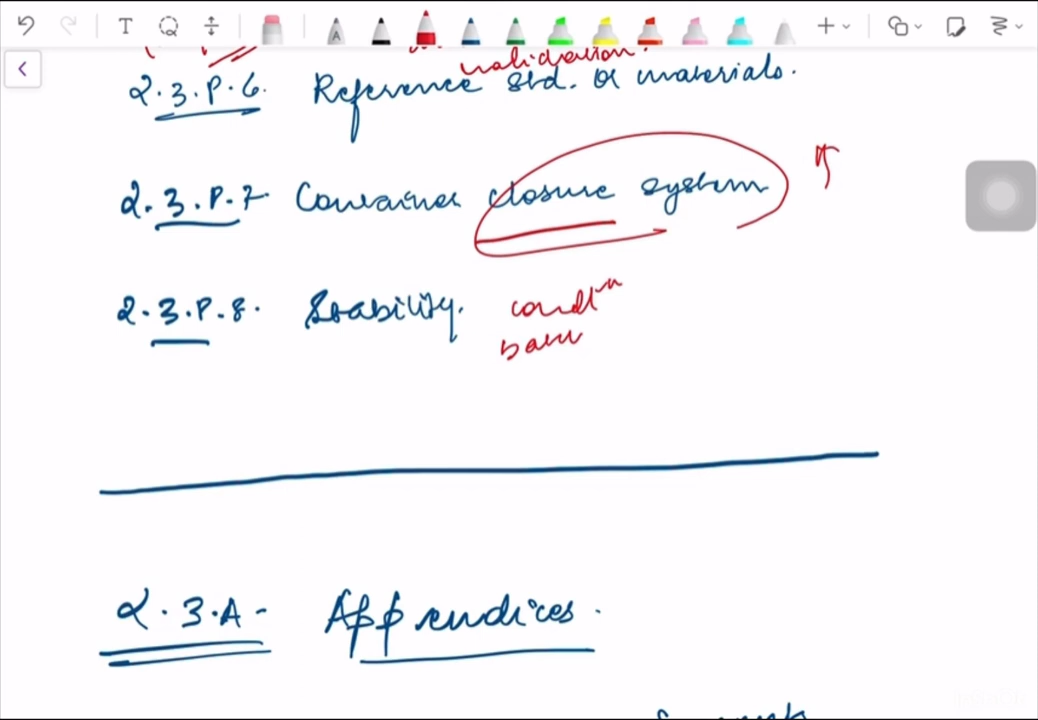 validation.
2.3.P.6. Reference std. or materials.
2.3.P.7 Container closure system
2.3.P.8. Stability. condtn
2.3.A- Appendices.